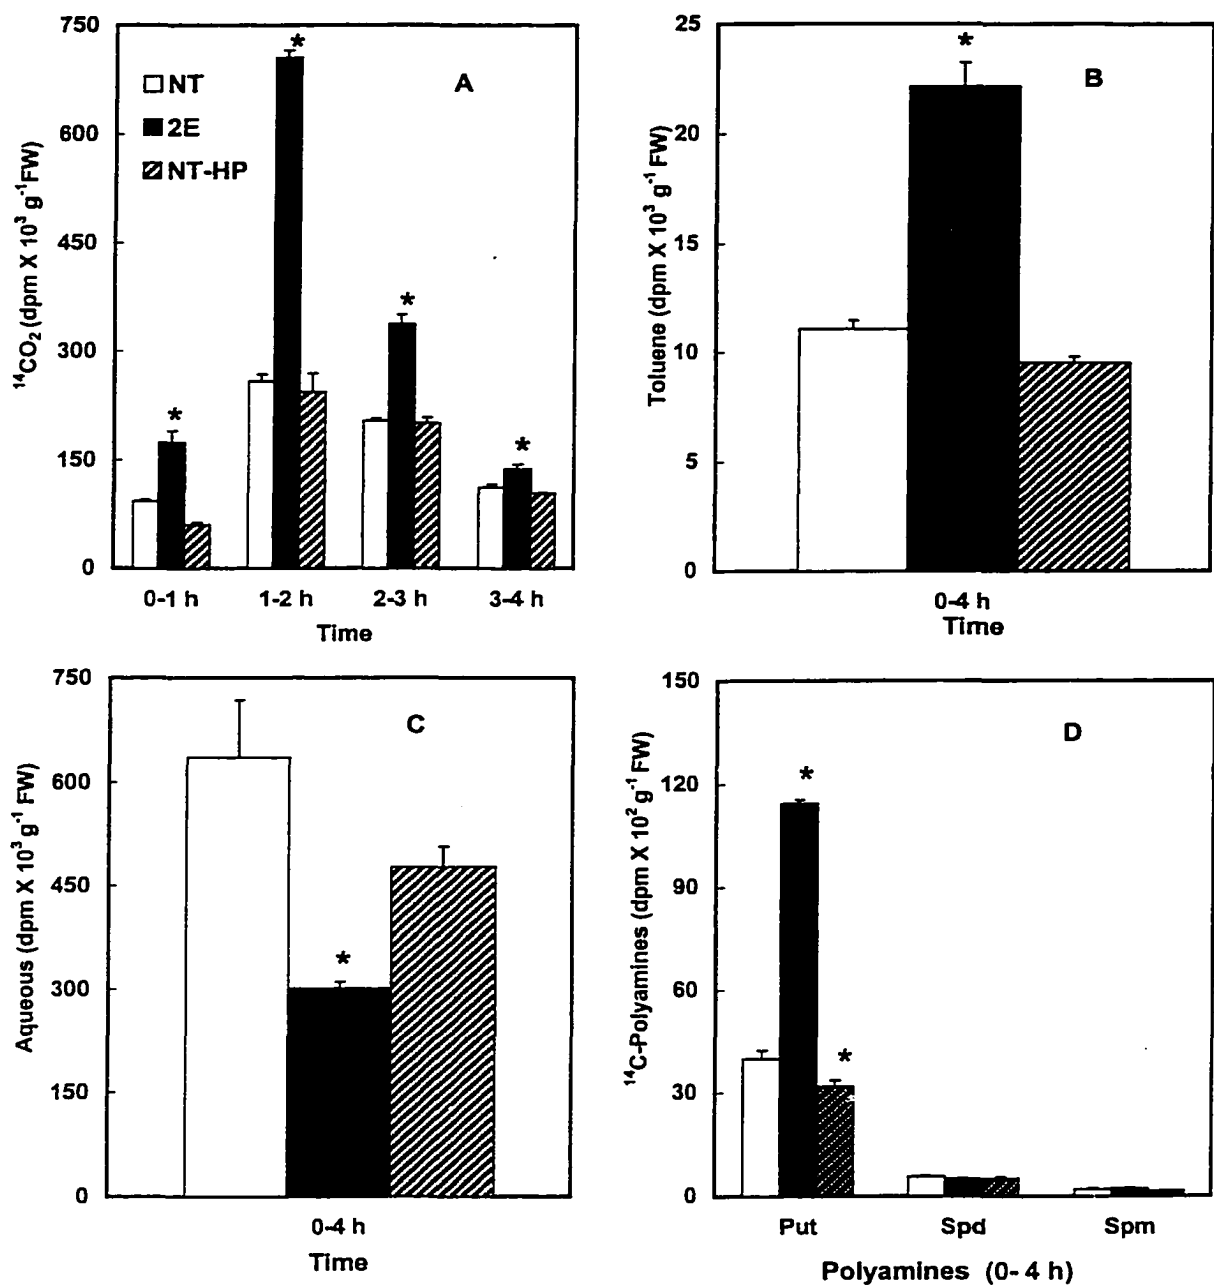 750
600
450
300
150
0
¹⁴CO₂ (dpm X 10³ g⁻¹FW)
A
NT
2E
NT-HP
*
*
*
*
0-1 h 1-2 h 2-3 h 3-4 h
Time
25
20
15
10
5
0
Toluene (dpm X 10³ g⁻¹ FW)
B
*
0-4 h
Time
750
600
450
300
150
0
Aqueous (dpm X 10³ g⁻¹ FW)
C
*
0-4 h
Time
150
120
90
60
30
0
¹⁴C-Polyamines (dpm X 10² g⁻¹ FW)
D
*
*
Put Spd Spm
Polyamines (0- 4 h)